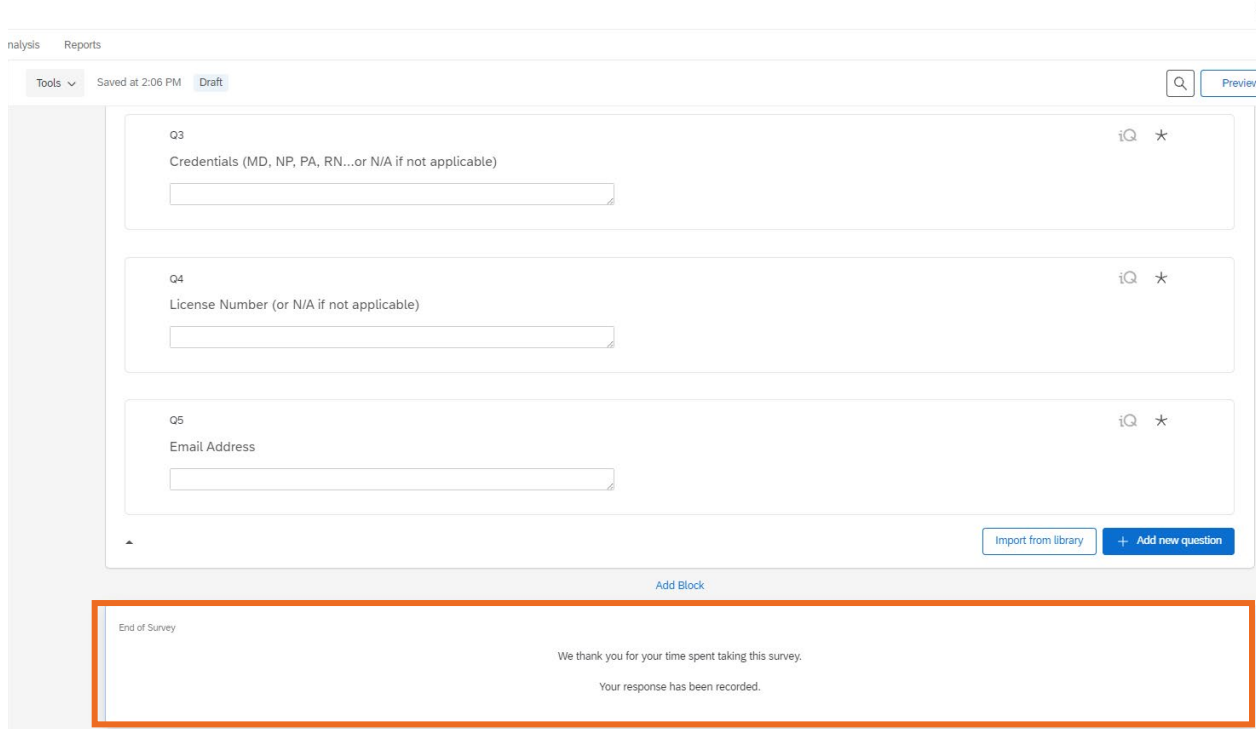 nalysis Reports
Tools Saved at 2:06 PM Draft Preview
Q3 iQ
Credentials (MD, NP, PA, RN...or N/A if not applicable)
Q4 iQ
License Number (or N/A if not applicable)
Q5 iQ
Email Address
Import from library + Add new question
Add Block
End of Survey
We thank you for your time spent taking this survey.
Your response has been recorded.